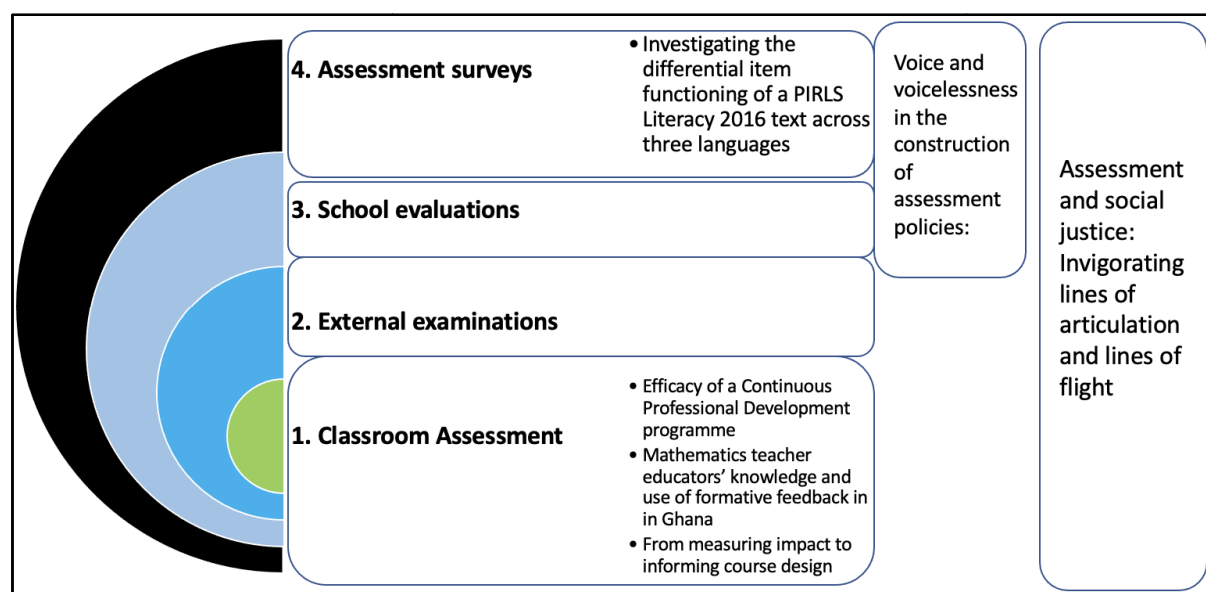 4. Assessment surveys
• Investigating the
differential item
functioning of a PIRLS
Literacy 2016 text across
three languages
3. School evaluations
2. External examinations
1. Classroom Assessment
• Efficacy of a Continuous
Professional Development
programme
• Mathematics teacher
educators’ knowledge and
use of formative feedback in
in Ghana
• From measuring impact to
informing course design
Voice and
voicelessness
in the
construction
of
assessment
policies:
Assessment
and social
justice:
Invigorating
lines of
articulation
and lines of
flight